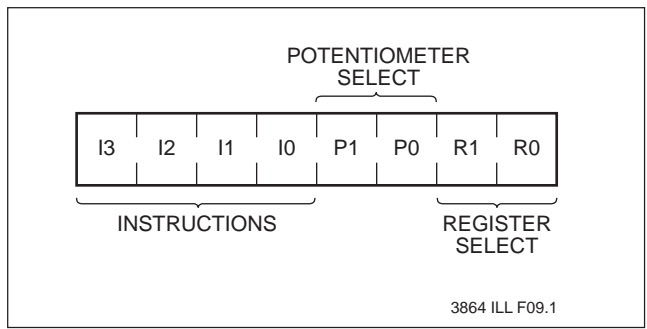 POTENTIOMETER
SELECT
I3 I2 I1 I0 P1 P0 R1 R0
INSTRUCTIONS
REGISTER
SELECT
3864 ILL F09.1